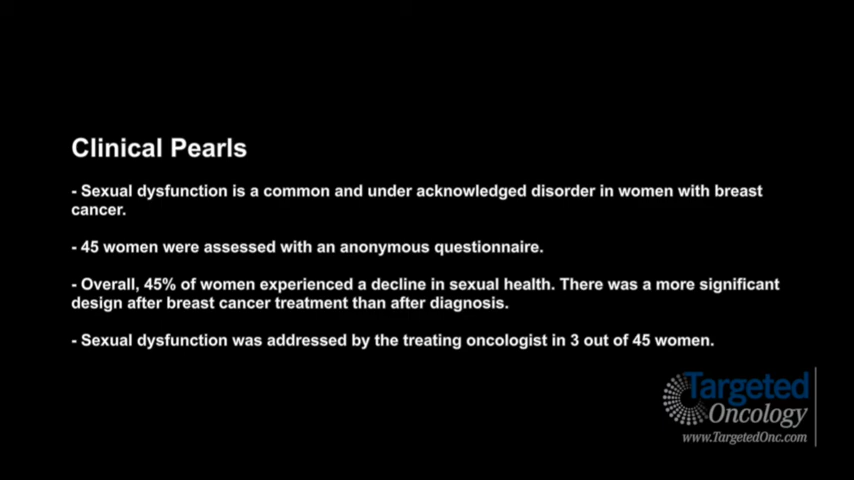 Clinical Pearls
- Sexual dysfunction is a common and under acknowledged disorder in women with breast
cancer.
- 45 women were assessed with an anonymous questionnaire.
- Overall, 45% of women experienced a decline in sexual health. There was a more significant
design after breast cancer treatment than after diagnosis.
- Sexual dysfunction was addressed by the treating oncologist in 3 out of 45 women.
Targeted
Oncology
www.TargetedOnc.com